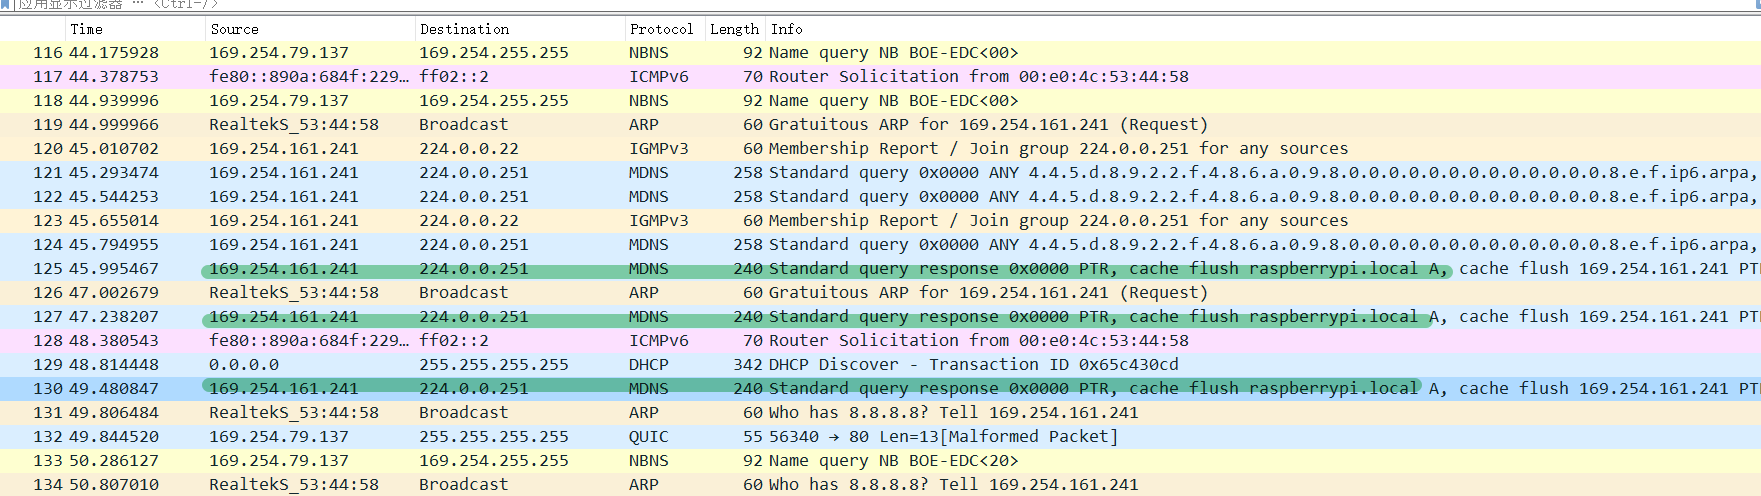 应用显示过滤器 … <Ctrl-/>
Time Source Destination Protocol Length Info
116 44.175928 169.254.79.137 169.254.255.255 NBNS 92 Name query NB BOE-EDC<00>
117 44.378753 fe80::890a:684f:229… ff02::2 ICMPv6 70 Router Solicitation from 00:e0:4c:53:44:58
118 44.939996 169.254.79.137 169.254.255.255 NBNS 92 Name query NB BOE-EDC<00>
119 44.999966 RealtekS_53:44:58 Broadcast ARP 60 Gratuitous ARP for 169.254.161.241 (Request)
120 45.010702 169.254.161.241 224.0.0.22 IGMPv3 60 Membership Report / Join group 224.0.0.251 for any sources
121 45.293474 169.254.161.241 224.0.0.251 MDNS 258 Standard query 0x0000 ANY 4.4.5.d.8.9.2.2.f.4.8.6.a.0.9.8.0.0.0.0.0.0.0.0.0.0.0.0.0.8.e.f.ip6.arpa,
122 45.544253 169.254.161.241 224.0.0.251 MDNS 258 Standard query 0x0000 ANY 4.4.5.d.8.9.2.2.f.4.8.6.a.0.9.8.0.0.0.0.0.0.0.0.0.0.0.0.0.8.e.f.ip6.arpa,
123 45.655014 169.254.161.241 224.0.0.22 IGMPv3 60 Membership Report / Join group 224.0.0.251 for any sources
124 45.794955 169.254.161.241 224.0.0.251 MDNS 258 Standard query 0x0000 ANY 4.4.5.d.8.9.2.2.f.4.8.6.a.0.9.8.0.0.0.0.0.0.0.0.0.0.0.0.0.8.e.f.ip6.arpa,
125 45.995467 169.254.161.241 224.0.0.251 MDNS 240 Standard query response 0x0000 PTR, cache flush raspberrypi.local A, cache flush 169.254.161.241 PT
126 47.002679 RealtekS_53:44:58 Broadcast ARP 60 Gratuitous ARP for 169.254.161.241 (Request)
127 47.238207 169.254.161.241 224.0.0.251 MDNS 240 Standard query response 0x0000 PTR, cache flush raspberrypi.local A, cache flush 169.254.161.241 PT
128 48.380543 fe80::890a:684f:229… ff02::2 ICMPv6 70 Router Solicitation from 00:e0:4c:53:44:58
129 48.814448 0.0.0.0 255.255.255.255 DHCP 342 DHCP Discover - Transaction ID 0x65c430cd
130 49.480847 169.254.161.241 224.0.0.251 MDNS 240 Standard query response 0x0000 PTR, cache flush raspberrypi.local A, cache flush 169.254.161.241 PT
131 49.806484 RealtekS_53:44:58 Broadcast ARP 60 Who has 8.8.8.8? Tell 169.254.161.241
132 49.844520 169.254.79.137 255.255.255.255 QUIC 55 56340 → 80 Len=13[Malformed Packet]
133 50.286127 169.254.79.137 169.254.255.255 NBNS 92 Name query NB BOE-EDC<20>
134 50.807010 RealtekS_53:44:58 Broadcast ARP 60 Who has 8.8.8.8? Tell 169.254.161.241